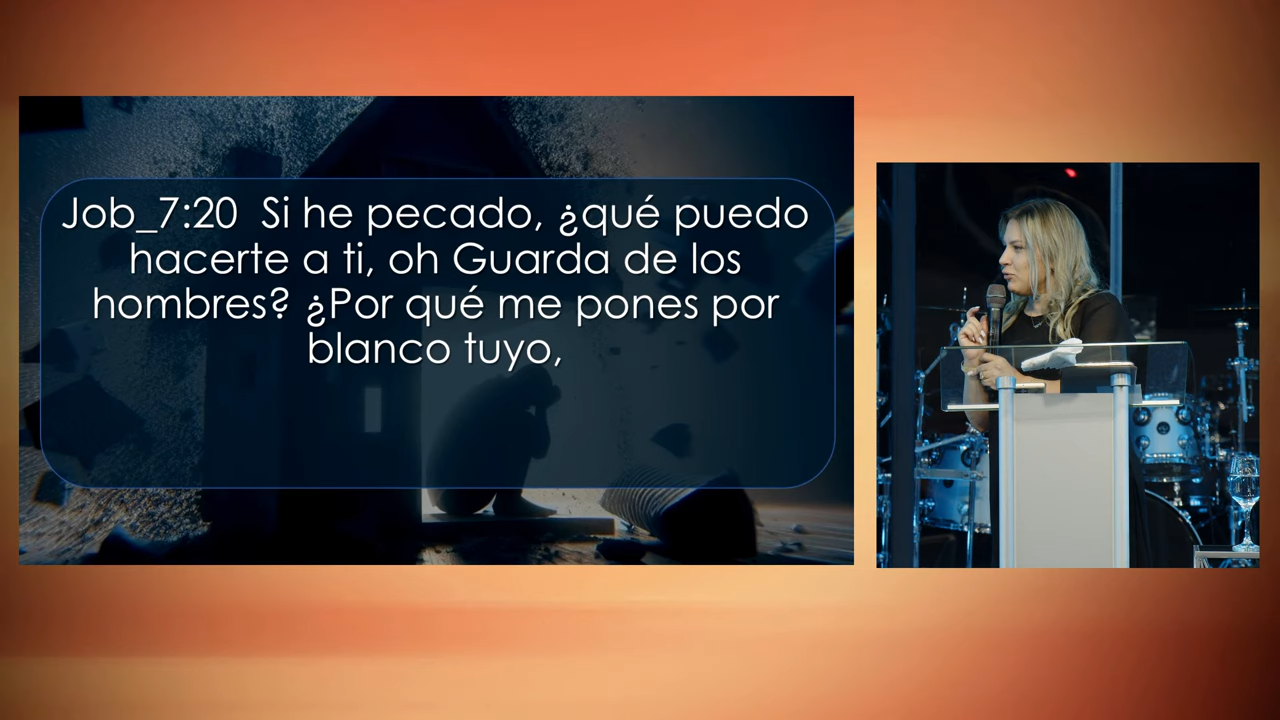 Job_7:20  Si he pecado, ¿qué puedo
hacerte a ti, oh Guarda de los
hombres? ¿Por qué me pones por
blanco tuyo,